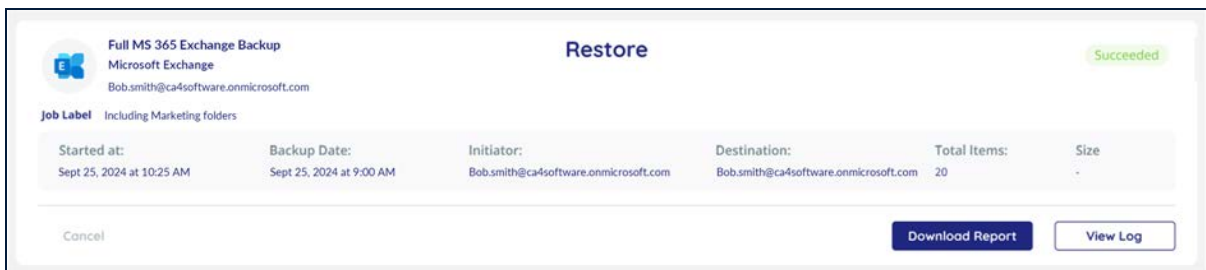 Full MS 365 Exchange Backup
Restore
Succeeded
E
Microsoft Exchange
Bob.smith@ca4software.onmicrosoft.com
Job Label Including Marketing folders
Started at: Backup Date: Initiator: Destination: Total Items: Size
Sept 25, 2024 at 10:25 AM Sept 25, 2024 at 9:00 AM Bob.smith@ca4software.onmicrosoft.com Bob.smith@ca4software.onmicrosoft.com 20 -
Cancel Download Report View Log